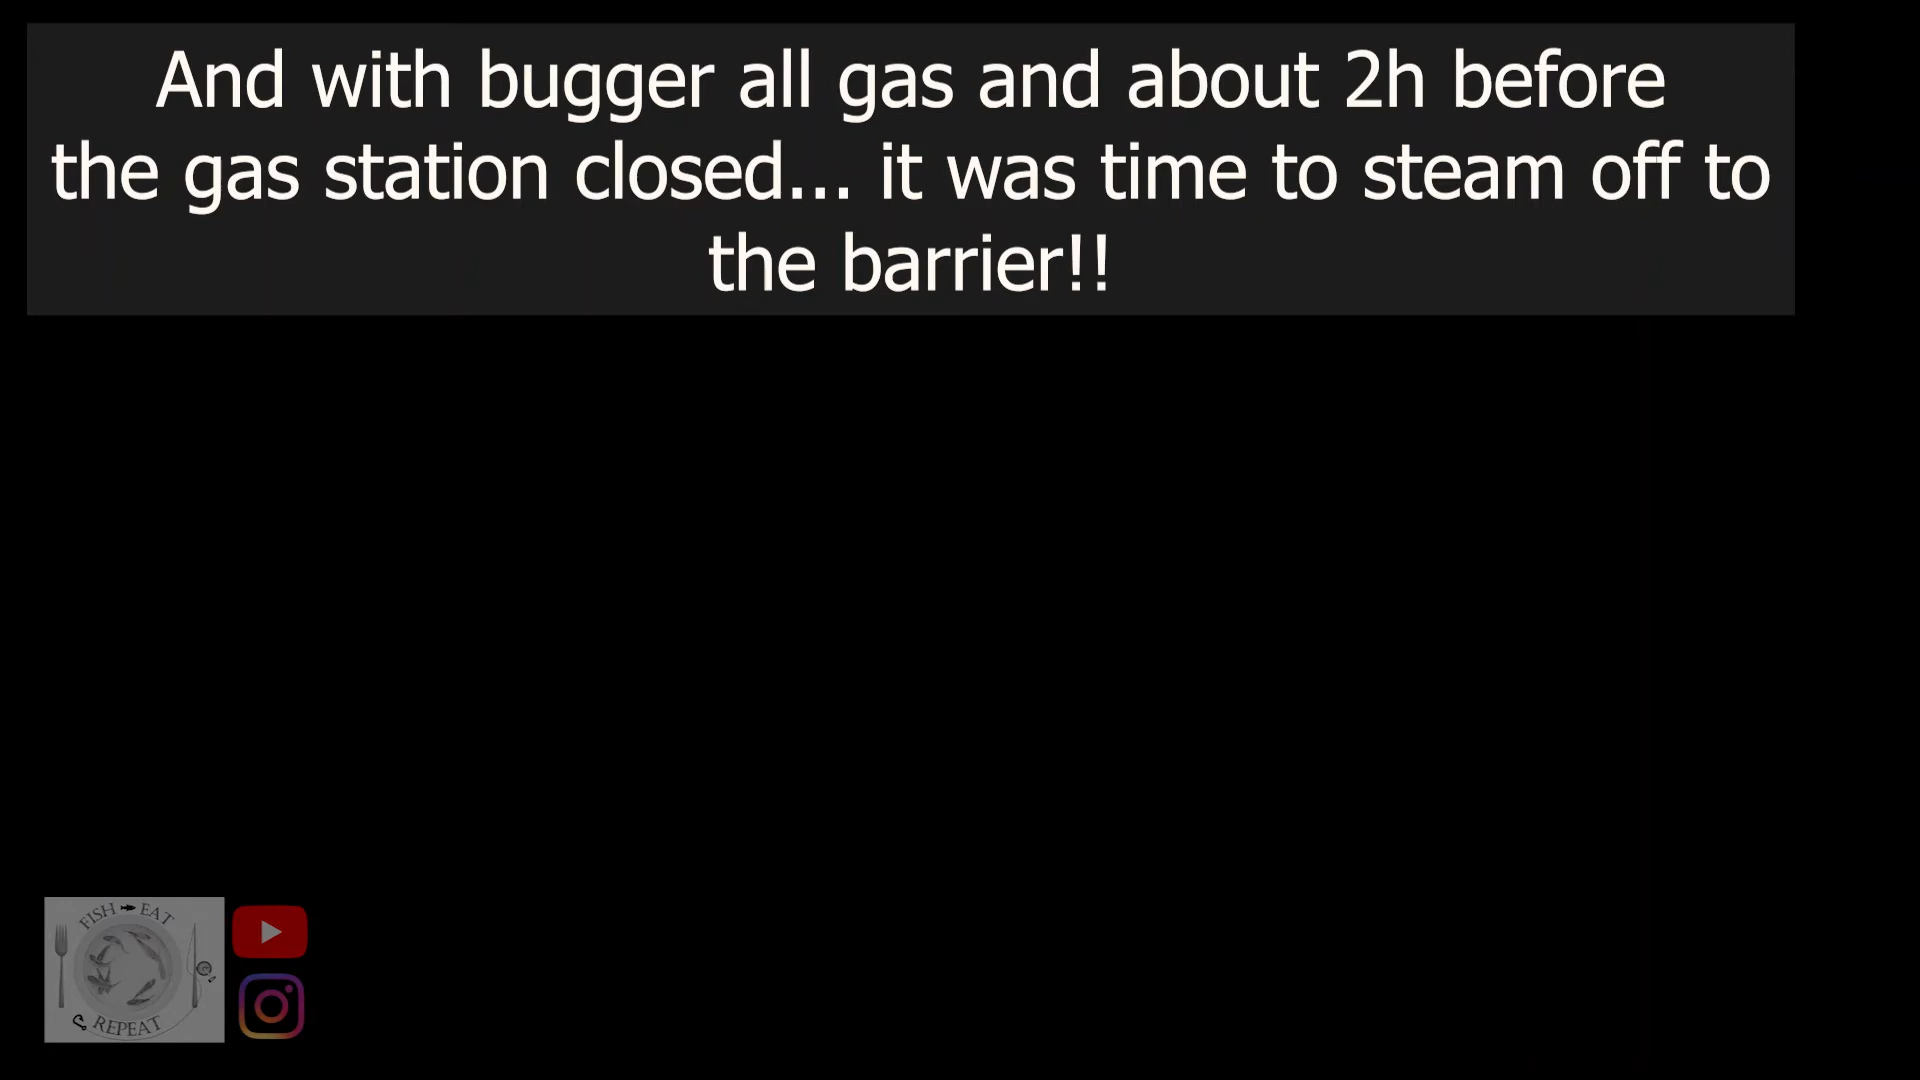 And with bugger all gas and about 2h before
the gas station closed... it was time to steam off to
the barrier!!
FISH EAT
REPEAT